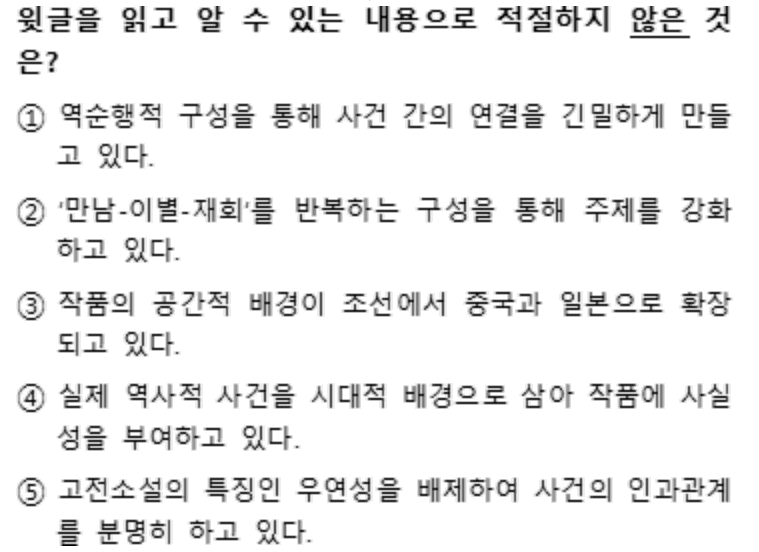 윗글을 읽고 알 수 있는 내용으로 적절하지 않은 것
은?
① 역순행적 구성을 통해 사건 간의 연결을 긴밀하게 만들
고 있다.
② '만남-이별-재회'를 반복하는 구성을 통해 주제를 강화
하고 있다.
③ 작품의 공간적 배경이 조선에서 중국과 일본으로 확장
되고 있다.
④ 실제 역사적 사건을 시대적 배경으로 삼아 작품에 사실
성을 부여하고 있다.
⑤ 고전소설의 특징인 우연성을 배제하여 사건의 인과관계
를 분명히 하고 있다.